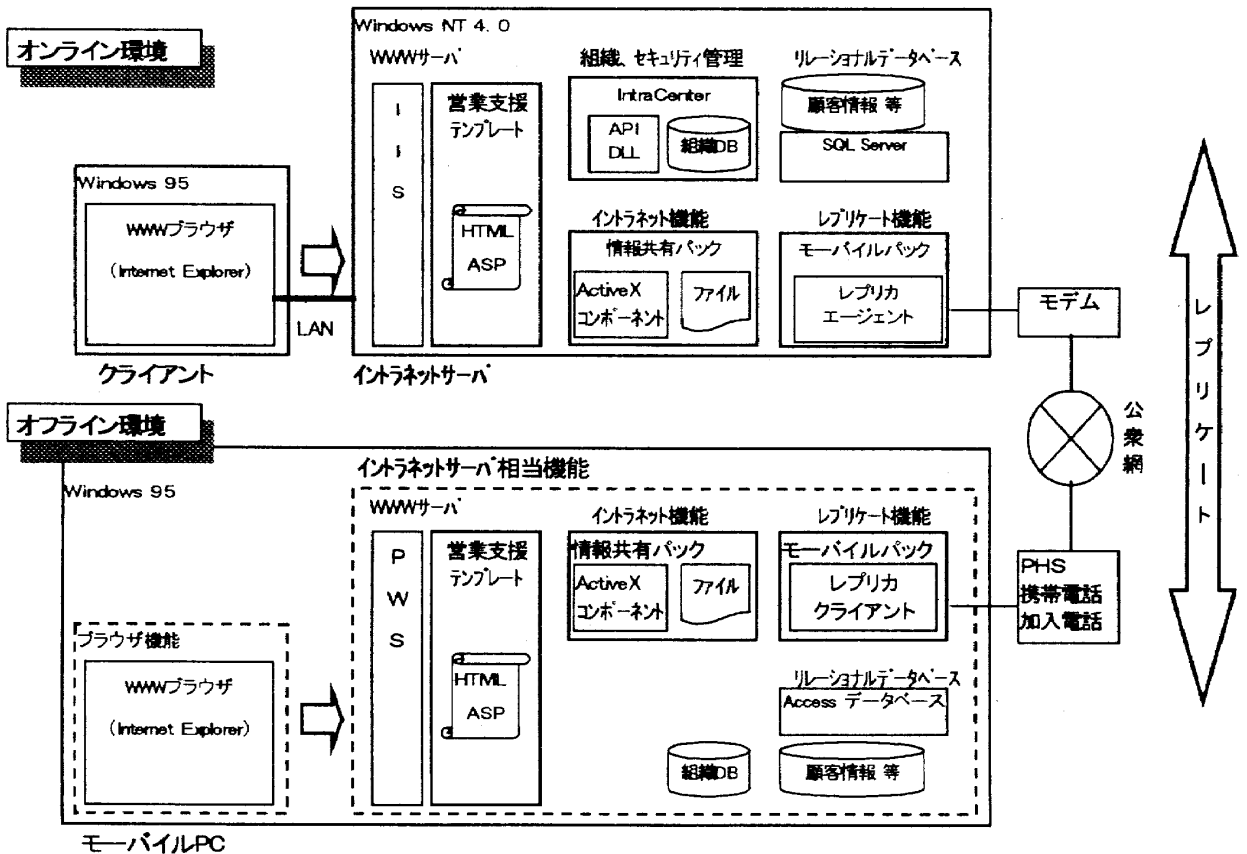 オンライン環境
Windows NT 4. 0
WWWサーバ
組織、セキュリティ管理
リレーショナルデータベース
I
I
S
営業支援
テンプレート
HTML
ASP
IntraCenter
API
DLL
組織DB
顧客情報 等
SQL Server
Windows 95
WWWブラウザ
(Internet Explorer)
LAN
クライアント
イントラネット機能
情報共有パック
ActiveX
コンポーネント
ファイル
レプリケート機能
モーバイルパック
レプリカ
エージェント
イントラネットサーバ
モデム
公
衆
網
レ
プ
リ
ケ
ー
ト
オフライン環境
Windows 95
イントラネットサーバ相当機能
WWWサーバ
P
W
S
営業支援
テンプレート
HTML
ASP
イントラネット機能
情報共有パック
ActiveX
コンポーネント
ファイル
レプリケート機能
モーバイルパック
レプリカ
クライアント
PHS
携帯電話
加入電話
ブラウザ機能
WWWブラウザ
(Internet Explorer)
リレーショナルデータベース
Access データベース
組織DB
顧客情報 等
モーバイルPC